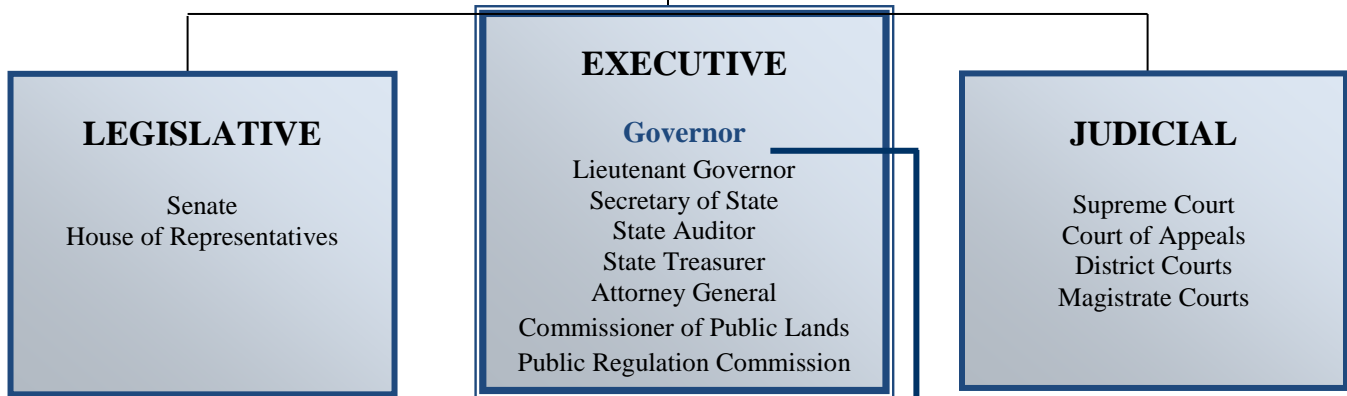 LEGISLATIVE
Senate
House of Representatives
EXECUTIVE
Governor
Lieutenant Governor
Secretary of State
State Auditor
State Treasurer
Attorney General
Commissioner of Public Lands
Public Regulation Commission
JUDICIAL
Supreme Court
Court of Appeals
District Courts
Magistrate Courts